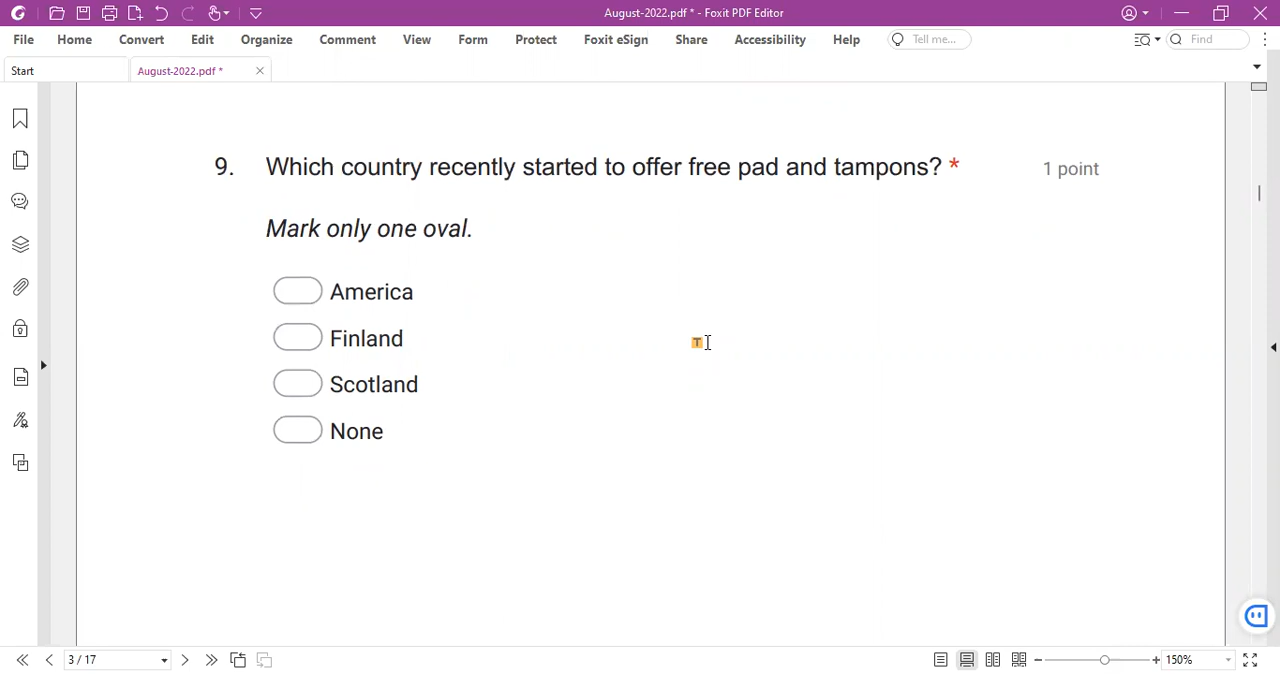 August-2022.pdf * - Foxit PDF Editor
File Home Convert Edit Organize Comment View Form Protect Foxit eSign Share Accessibility Help Tell me... Find
Start August-2022.pdf *
9. Which country recently started to offer free pad and tampons? * 1 point
Mark only one oval.
America
Finland
T
Scotland
None
3 / 17 150%